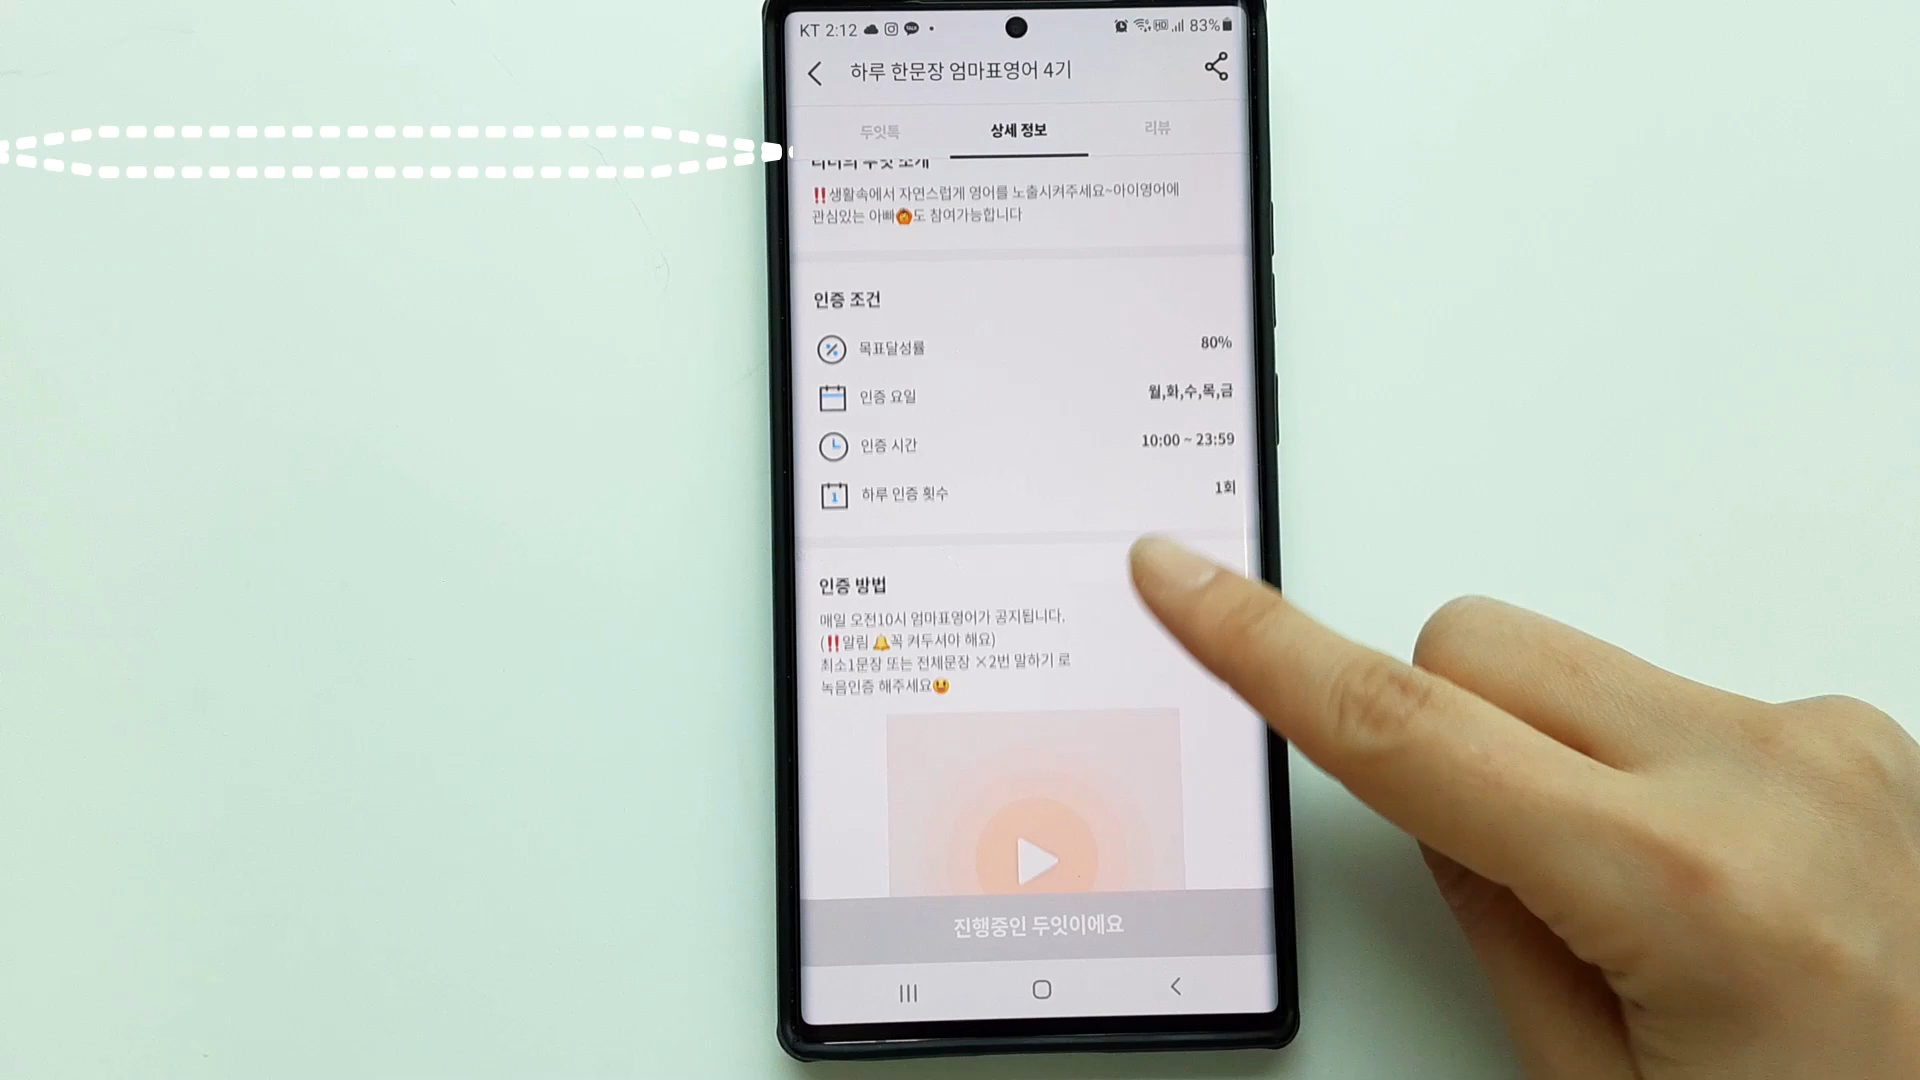 KT 2:12
83%
하루 한문장 엄마표영어 4기
두잇톡
상세 정보
리뷰
‼️생활속에서 자연스럽게 영어를 노출시켜주세요~아이영어에
관심있는 아빠🙆도 참여가능합니다
인증 조건
목표달성률
80%
인증 요일
월,화,수,목,금
인증 시간
10:00 ~ 23:59
하루 인증 횟수
1회
인증 방법
매일 오전10시 엄마표영어가 공지됩니다.
(‼️알림 🔔꼭 켜두셔야 해요)
최소1문장 또는 전체문장 ×2번 말하기 로
녹음인증 해주세요😃
진행중인 두잇이에요